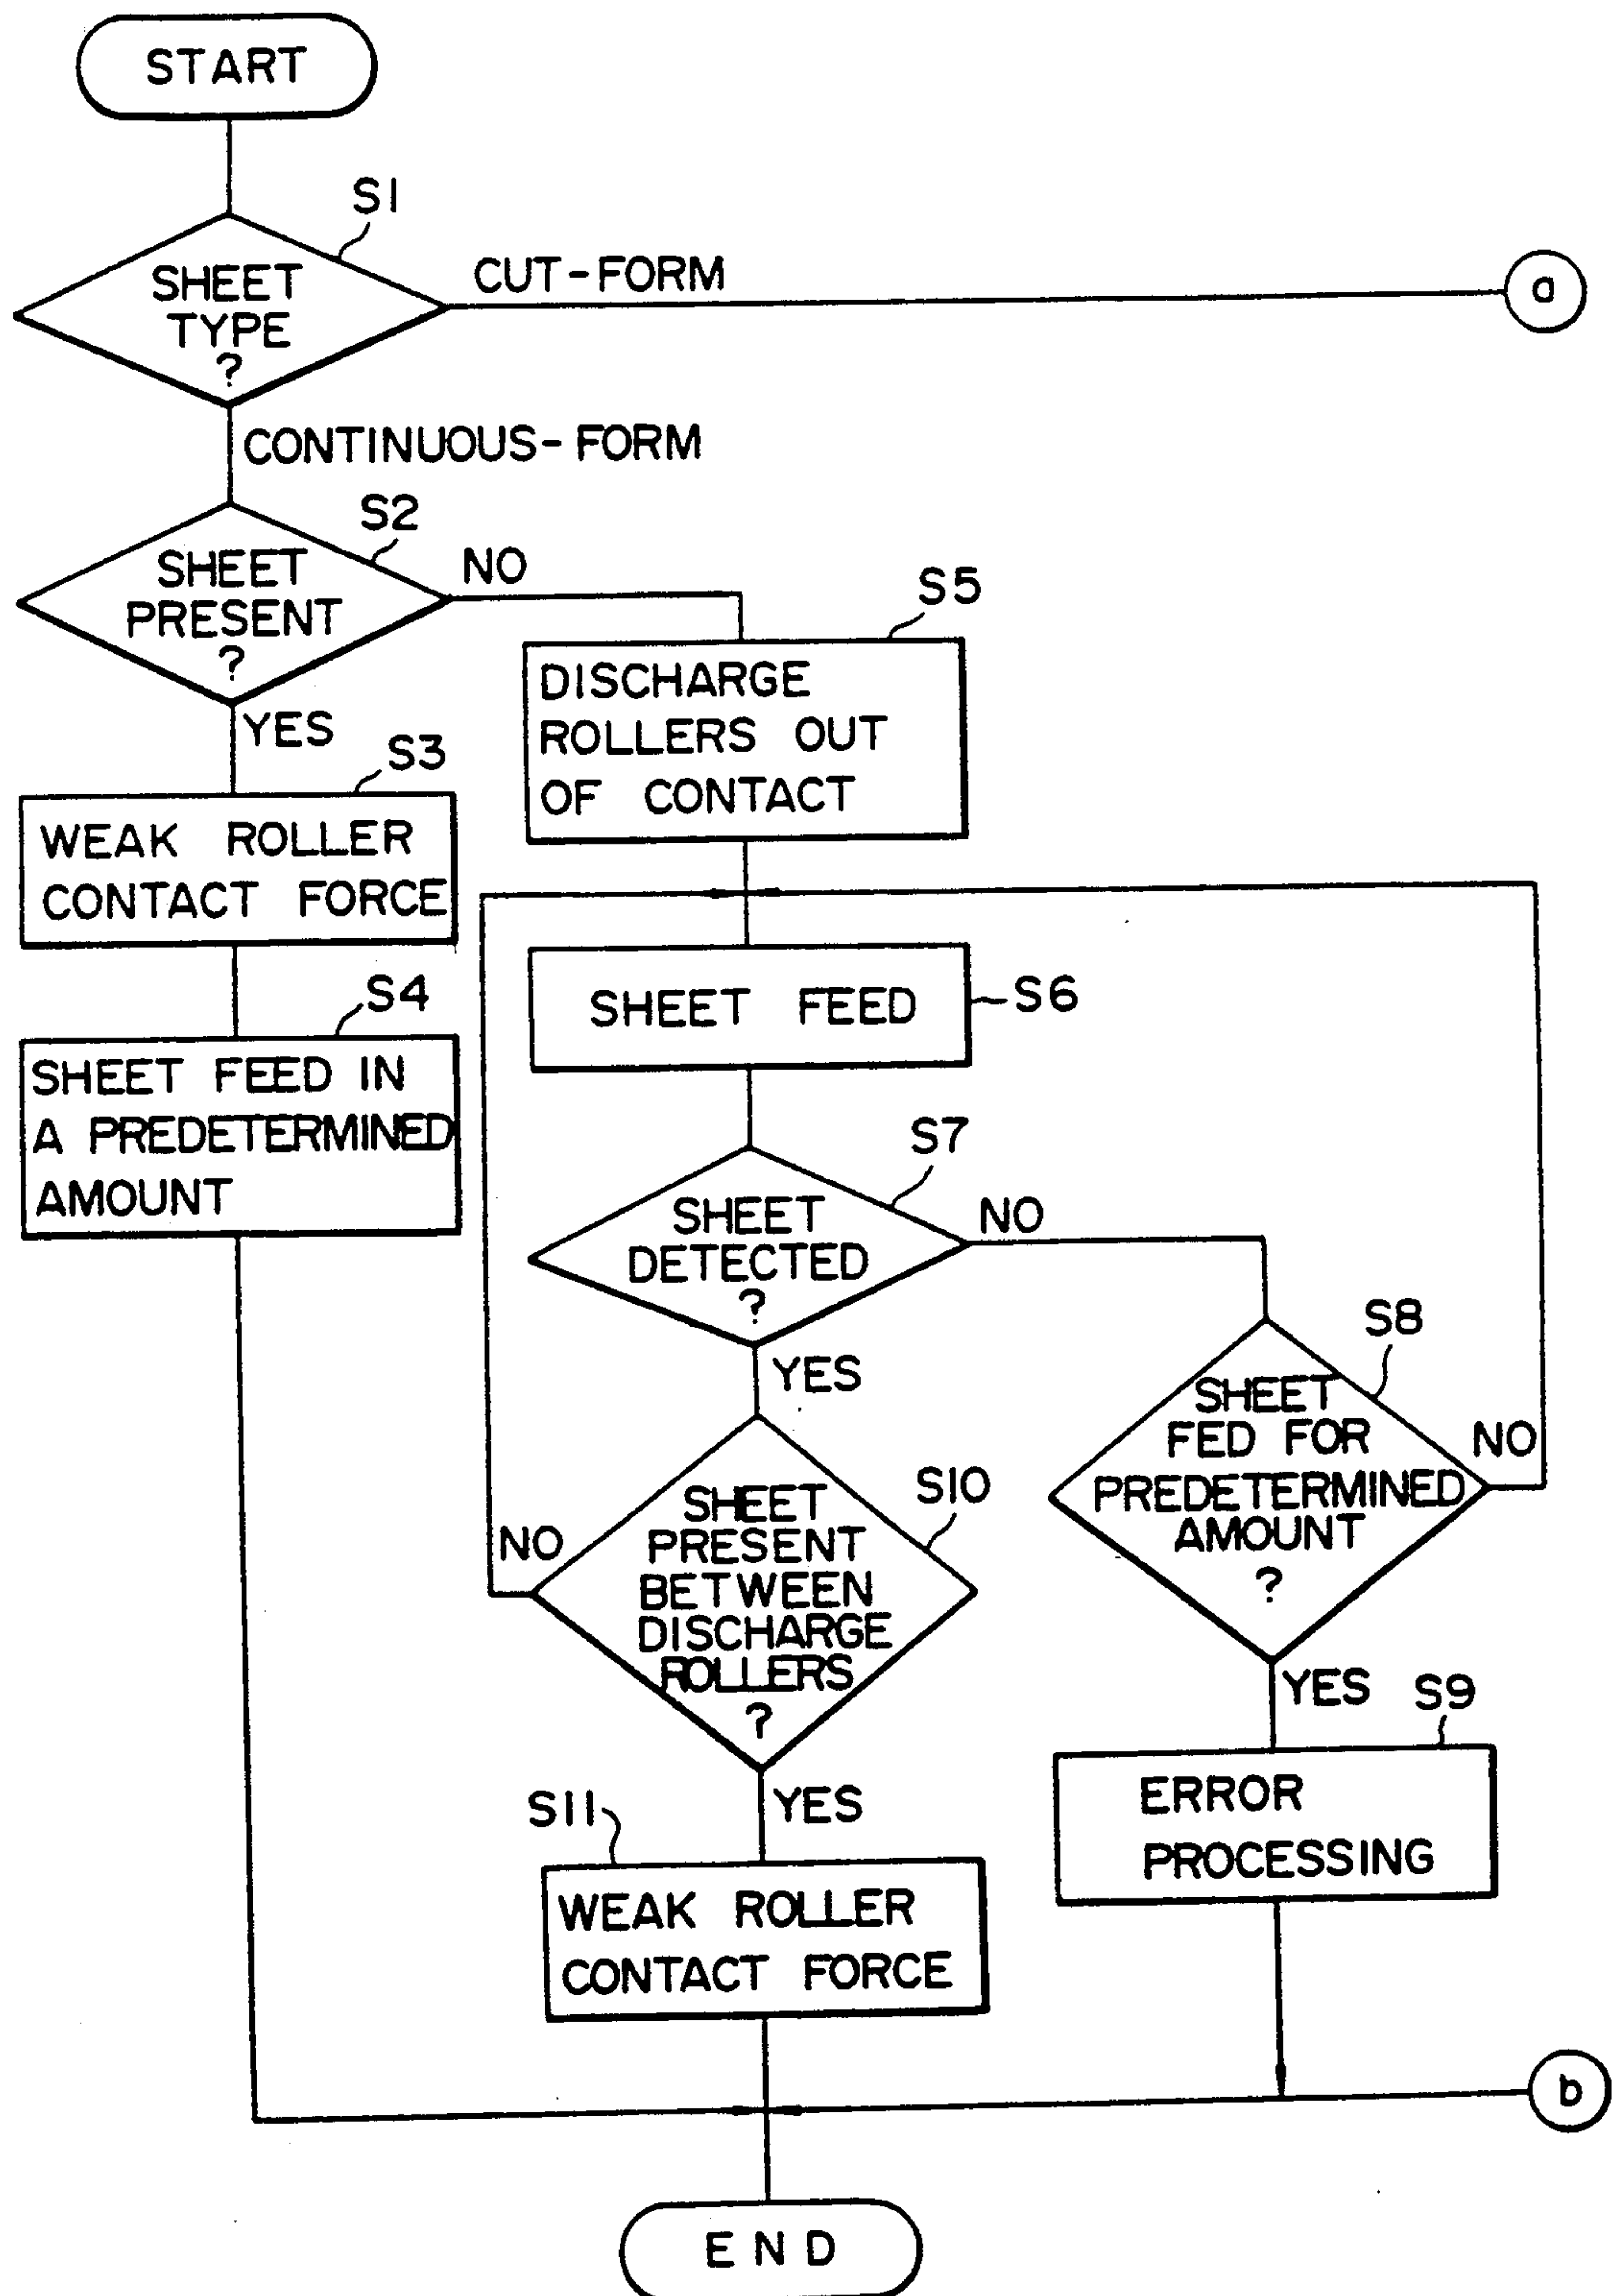 START
S1
SHEET
TYPE
?
CUT-FORM
a
CONTINUOUS-FORM
S2
SHEET
PRESENT
?
NO
YES
S3
WEAK ROLLER
CONTACT FORCE
S4
SHEET FEED IN
A PREDETERMINED
AMOUNT
S5
DISCHARGE
ROLLERS OUT
OF CONTACT
SHEET FEED
S6
S7
SHEET
DETECTED
?
NO
YES
S8
SHEET
FED FOR
PREDETERMINED
AMOUNT
?
NO
YES
S9
ERROR
PROCESSING
S10
SHEET
PRESENT
BETWEEN
DISCHARGE
ROLLERS
?
NO
YES
S11
WEAK ROLLER
CONTACT FORCE
b
END